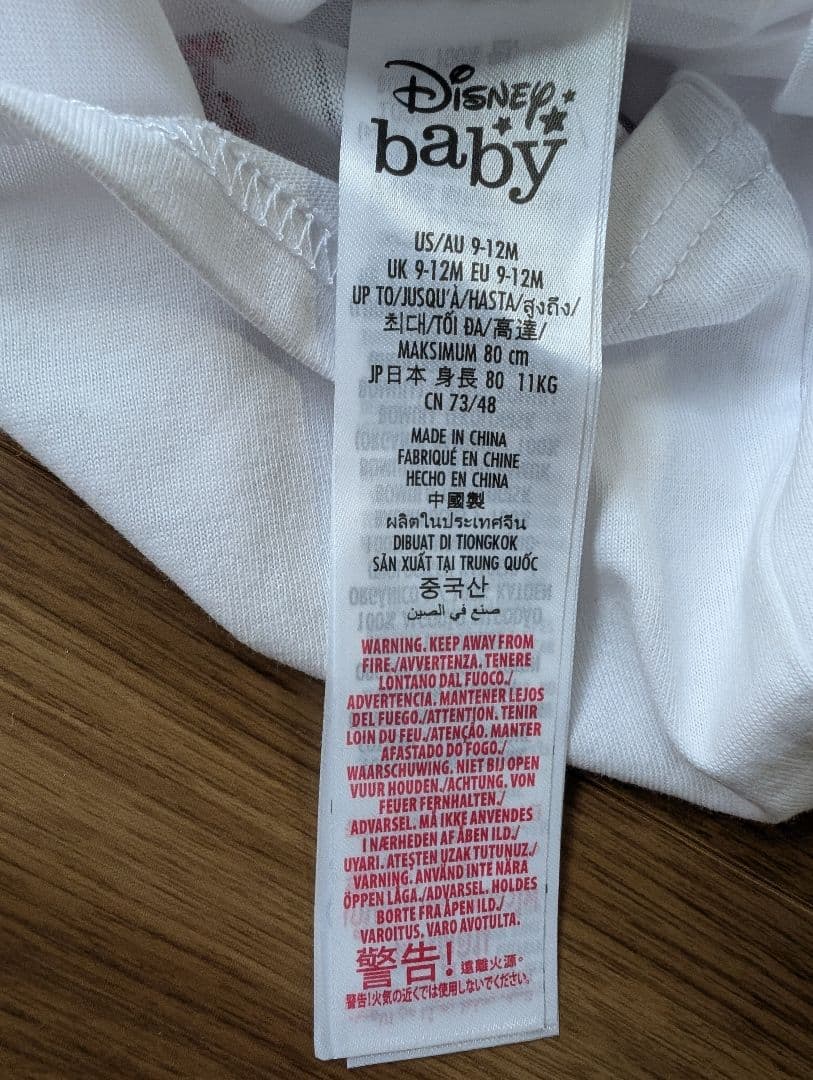 Disney
baby
US/AU 9-12M
UK 9-12M EU 9-12M
UP TO/JUSQU'À/HASTA/สูงถึง/
최대/TỐI ĐA/高達/
MAKSIMUM 80 cm
JP日本 身長 80 11KG
CN 73/48
MADE IN CHINA
FABRIQUÉ EN CHINE
HECHO EN CHINA
中國製
ผลิตในประเทศจีน
DIBUAT DI TIONGKOK
SẢN XUẤT TẠI TRUNG QUỐC
중국산
صنع في الصين
WARNING. KEEP AWAY FROM
FIRE./AVVERTENZA. TENERE
LONTANO DAL FUOCO./
ADVERTENCIA. MANTENER LEJOS
DEL FUEGO./ATTENTION. TENIR
LOIN DU FEU./ATENÇÃO. MANTER
AFASTADO DO FOGO./
WAARSCHUWING. NIET BIJ OPEN
VUUR HOUDEN./ACHTUNG. VON
FEUER FERNHALTEN./
ADVARSEL. MÅ IKKE ANVENDES
I NÆRHEDEN AF ÅBEN ILD./
UYARI. ATEŞTEN UZAK TUTUNUZ./
VARNING. ANVÄND INTE NÄRA
ÖPPEN LÅGA./ADVARSEL. HOLDES
BORTE FRA ÅPEN ILD./
VAROITUS. VARO AVOTULTA.
警告! 遠離火源。
警告!火気の近くでは使用しないでください。